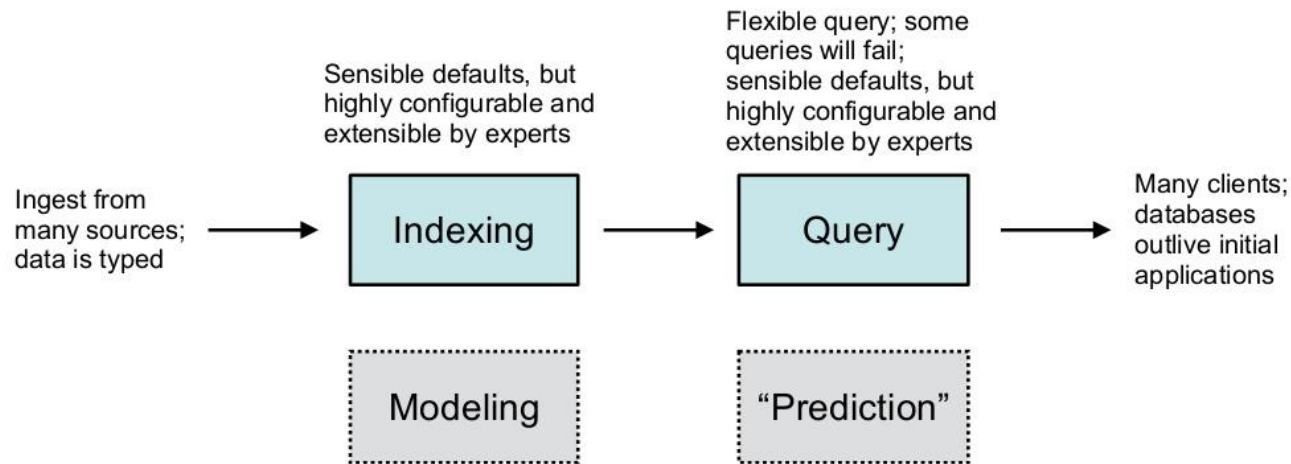 Flexible query; some
queries will fail;
sensible defaults, but
highly configurable and
extensible by experts
Sensible defaults, but
highly configurable and
extensible by experts
Ingest from
many sources;
data is typed
Indexing
Query
Many clients;
databases
outlive initial
applications
Modeling
“Prediction”